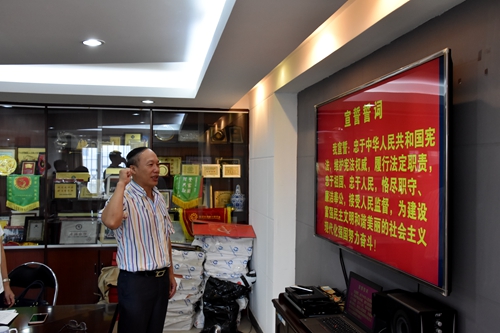 宣誓誓词
我宣誓：忠于中华人民共和国宪
法，维护宪法权威，履行法定职责，
忠于祖国、忠于人民，恪尽职守、
廉洁奉公，接受人民监督，为建设
富强民主文明和谐美丽的社会主义
现代化强国努力奋斗！